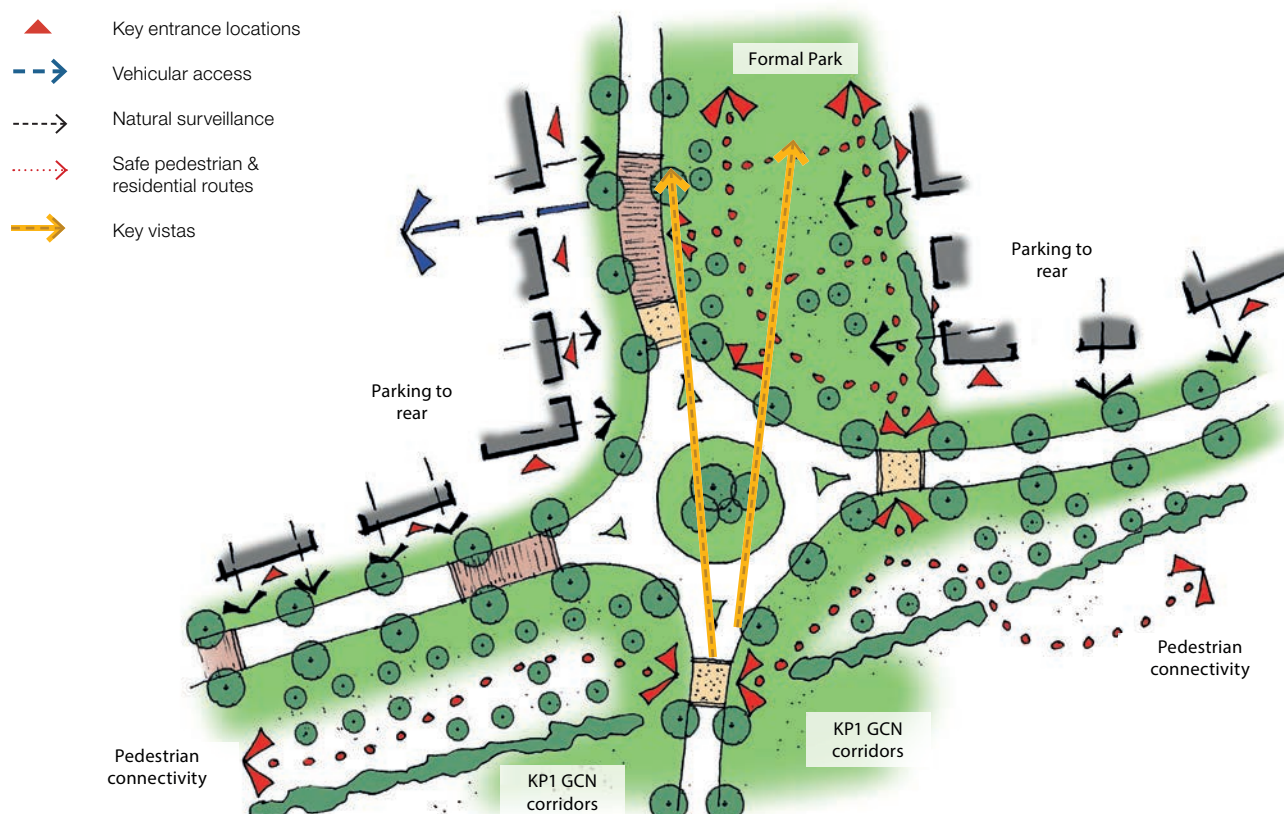 Key entrance locations
Vehicular access
Natural surveillance
Safe pedestrian &
residential routes
Key vistas
Formal Park
Parking to
rear
Parking to
rear
Pedestrian
connectivity
Pedestrian
connectivity
KP1 GCN
corridors
KP1 GCN
corridors